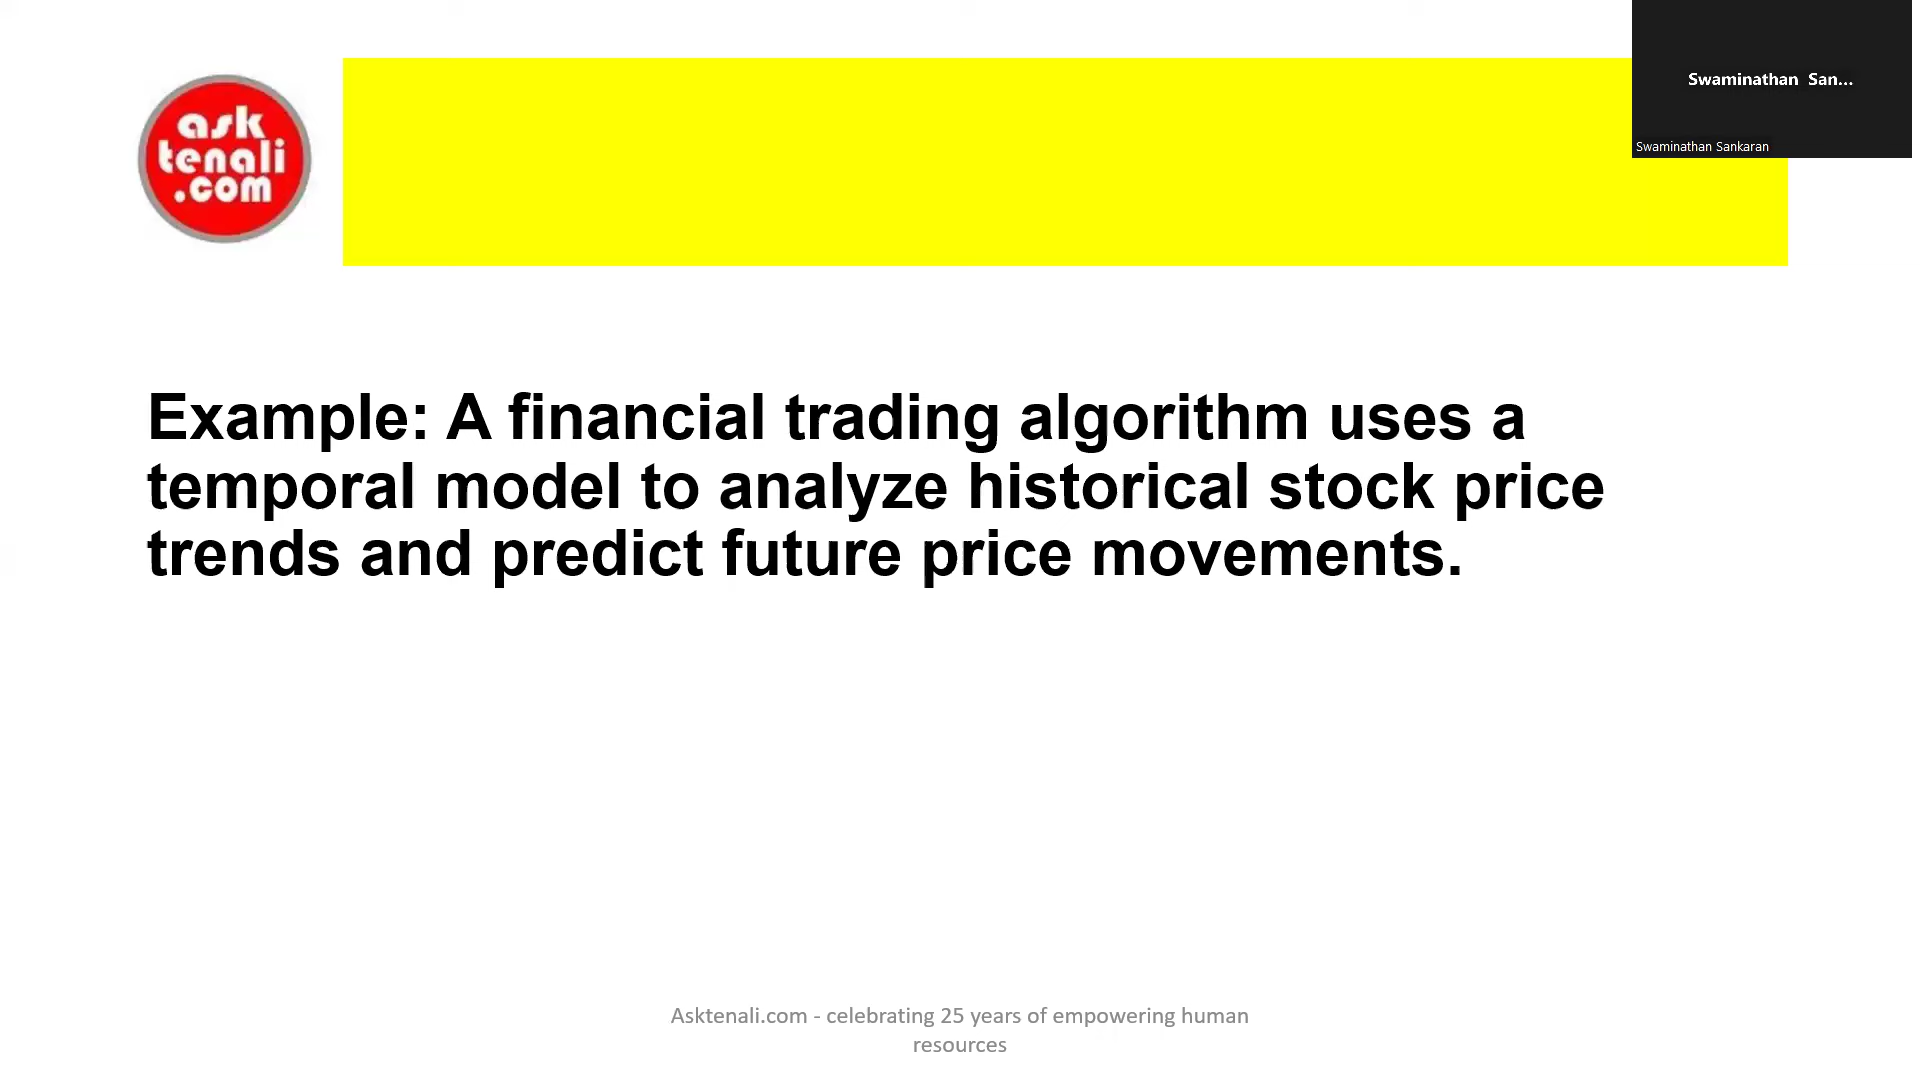 ask
tenali
.com
Swaminathan San...
Swaminathan Sankaran
Example: A financial trading algorithm uses a
temporal model to analyze historical stock price
trends and predict future price movements.
Asktenali.com - celebrating 25 years of empowering human
resources